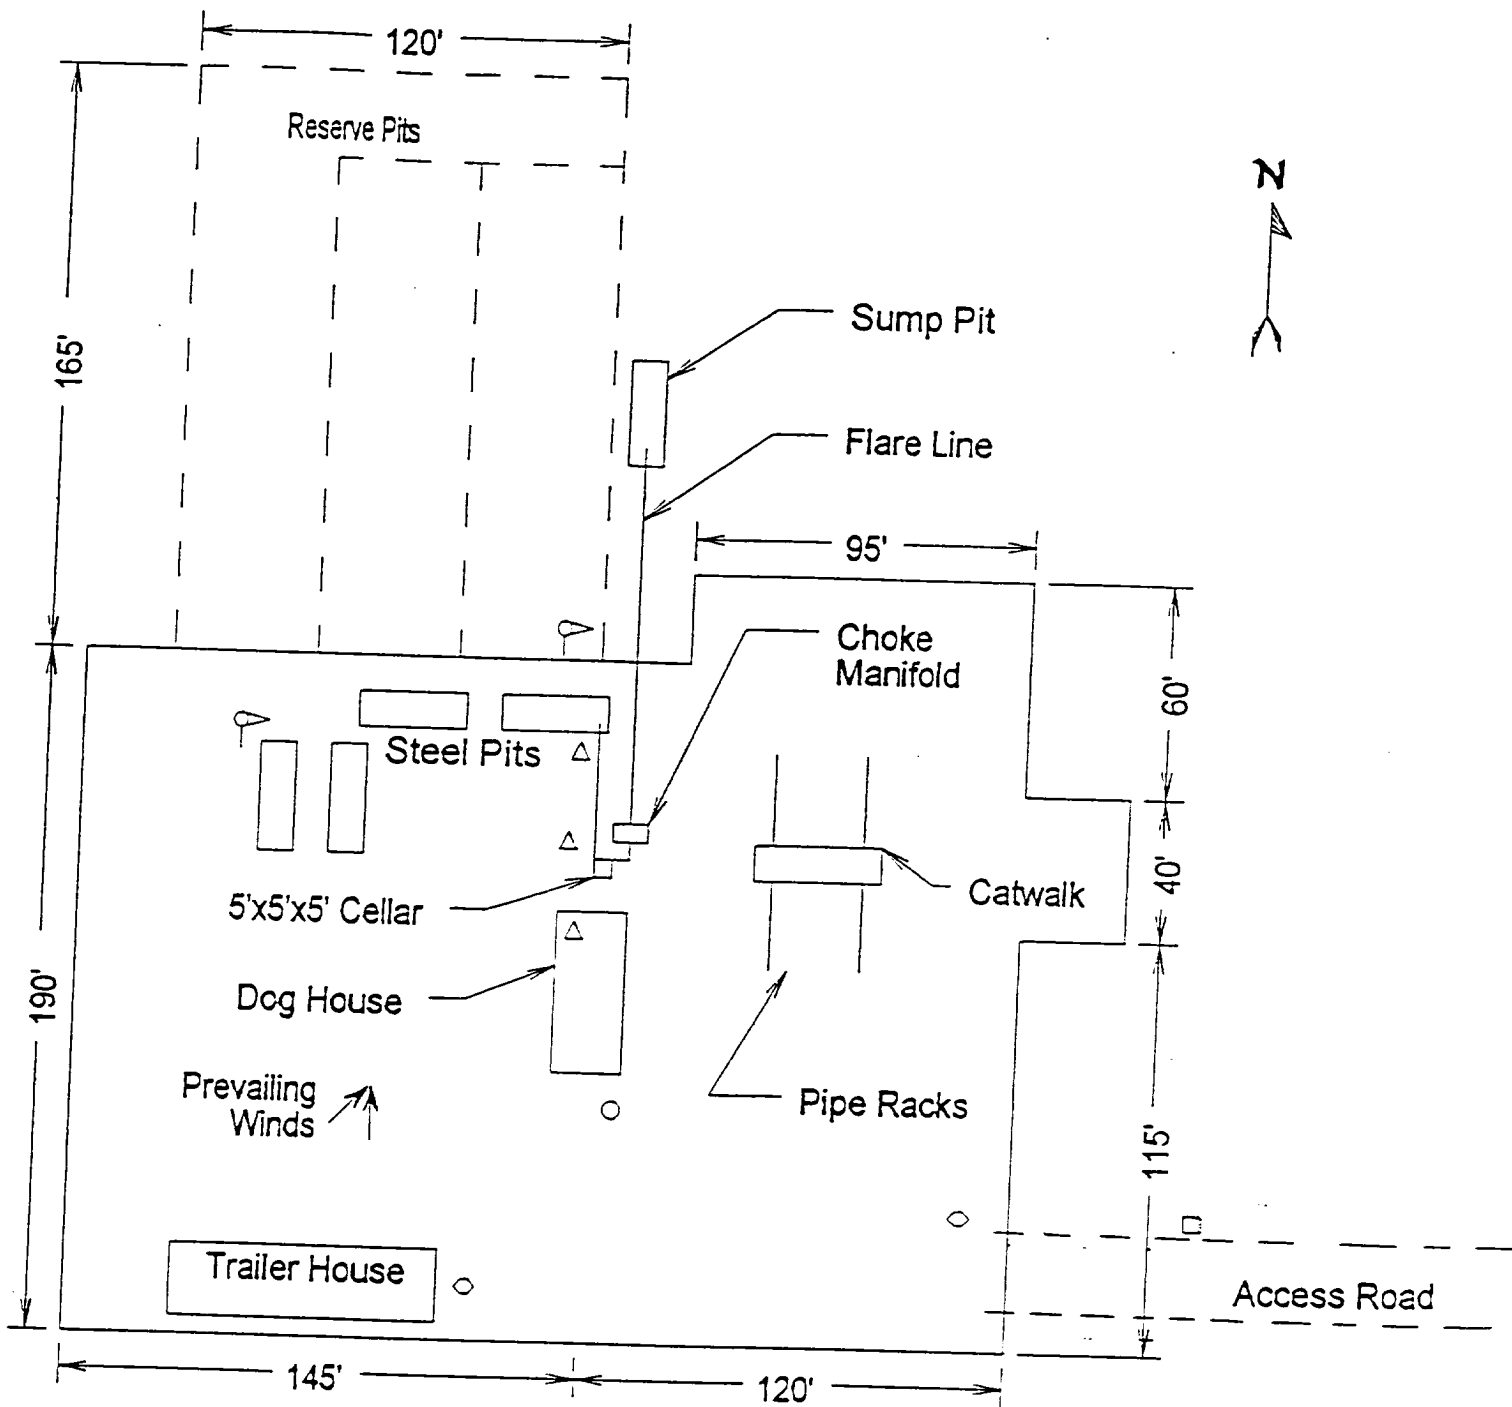 120'
Reserve Pits
N
165'
Sump Pit
Flare Line
95'
Choke
Manifold
60'
Steel Pits
40'
Catwalk
5'x5'x5' Cellar
190'
Dog House
Prevailing
Winds
Pipe Racks
115'
Trailer House
Access Road
145'
120'